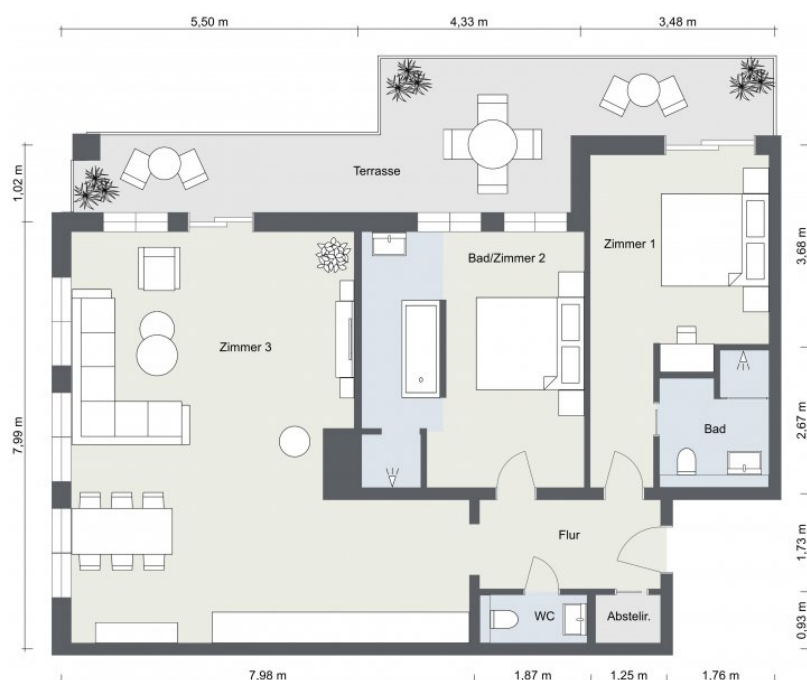 5,50 m 4,33 m 3,48 m
1,02 m
Terrasse
3,68 m
Zimmer 1
Bad/Zimmer 2
Zimmer 3
7,99 m
2,67 m
Bad
Flur
1,73 m
WC
Abstelir.
0,93 m
7,98 m 1,87 m 1,25 m 1,76 m